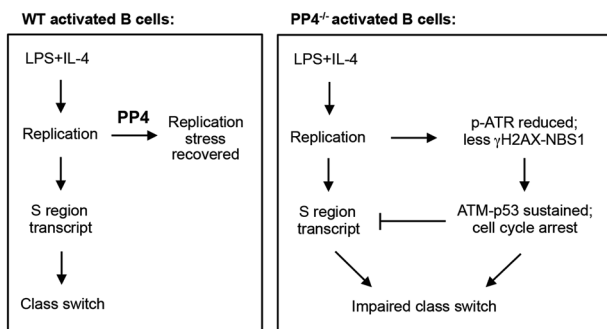 WT activated B cells:
LPS+IL-4
Replication
PP4
Replication
stress
recovered
S region
transcript
Class switch
PP4-/- activated B cells:
LPS+IL-4
Replication
p-ATR reduced;
less γH2AX-NBS1
S region
transcript
ATM-p53 sustained;
cell cycle arrest
Impaired class switch